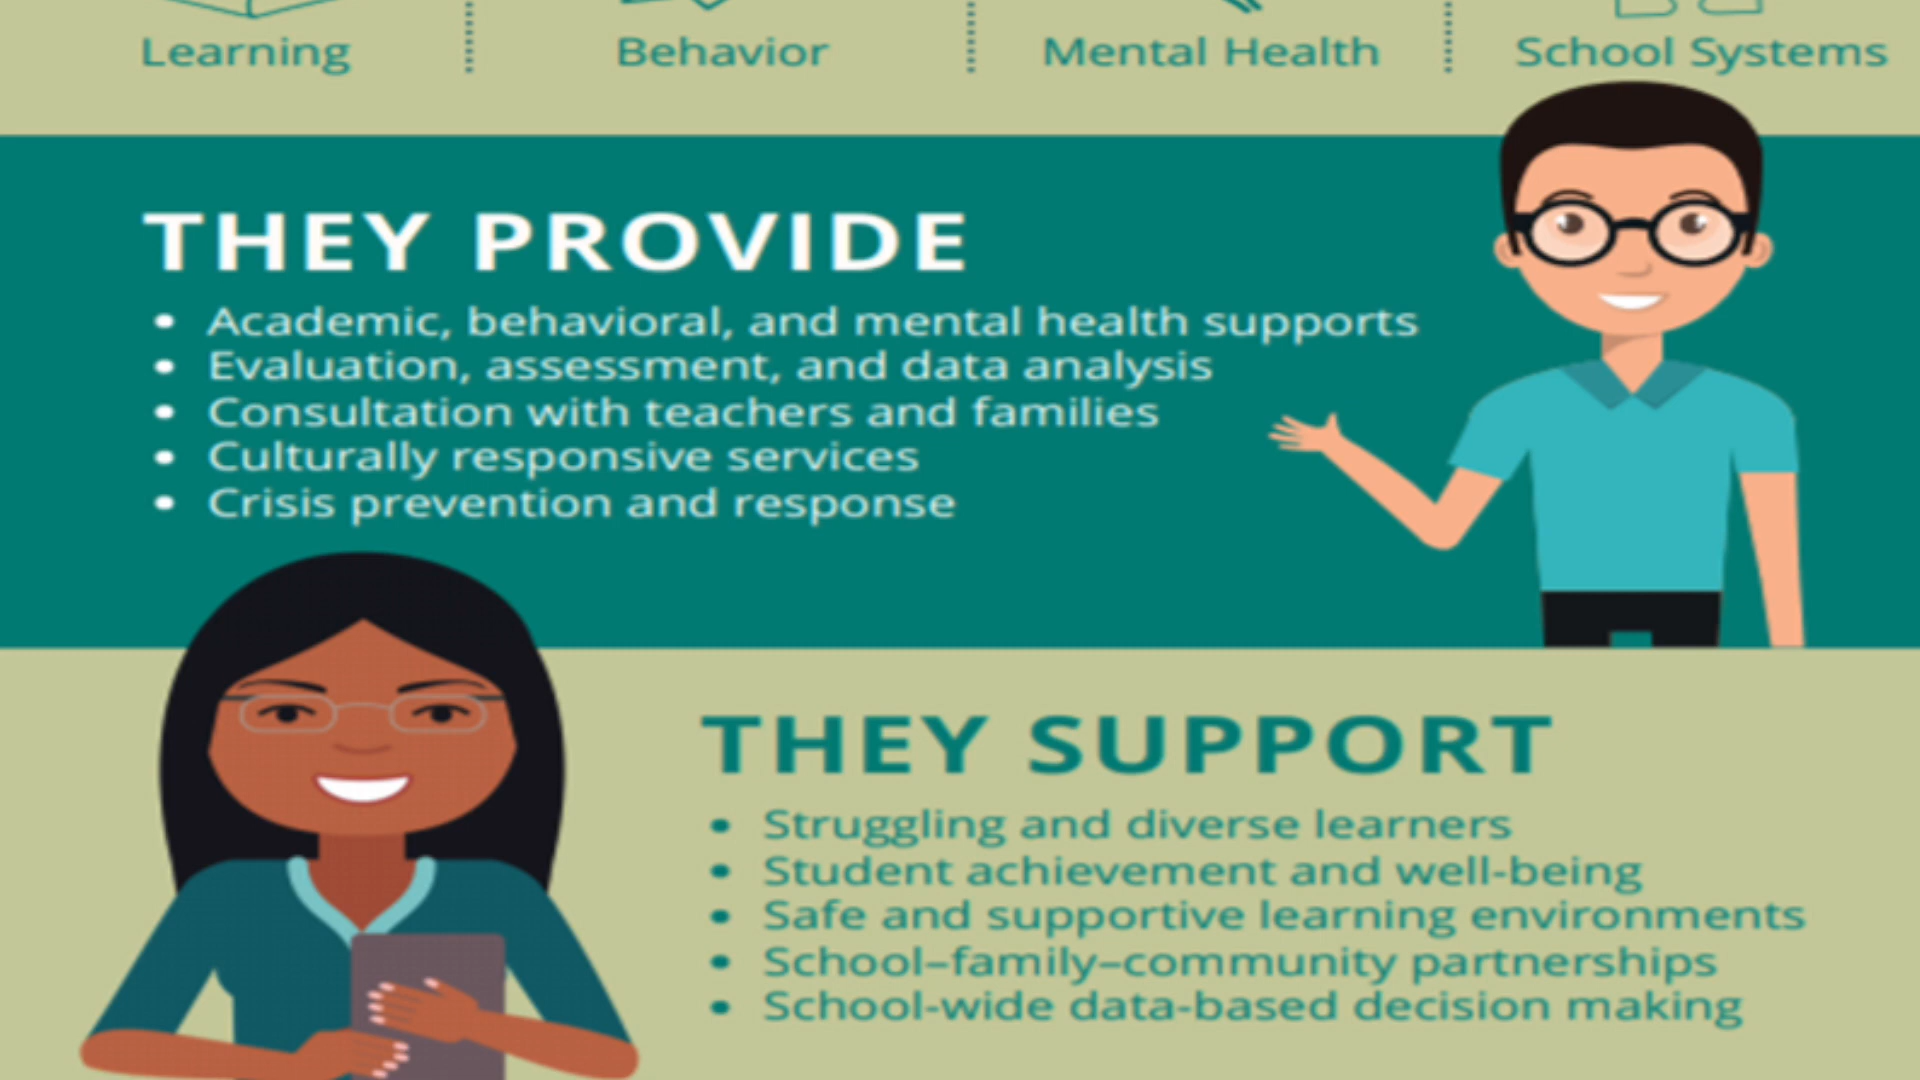 Learning
Behavior
Mental Health
School Systems
THEY PROVIDE
• Academic, behavioral, and mental health supports
• Evaluation, assessment, and data analysis
• Consultation with teachers and families
• Culturally responsive services
• Crisis prevention and response
THEY SUPPORT
• Struggling and diverse learners
• Student achievement and well-being
• Safe and supportive learning environments
• School–family–community partnerships
• School-wide data-based decision making